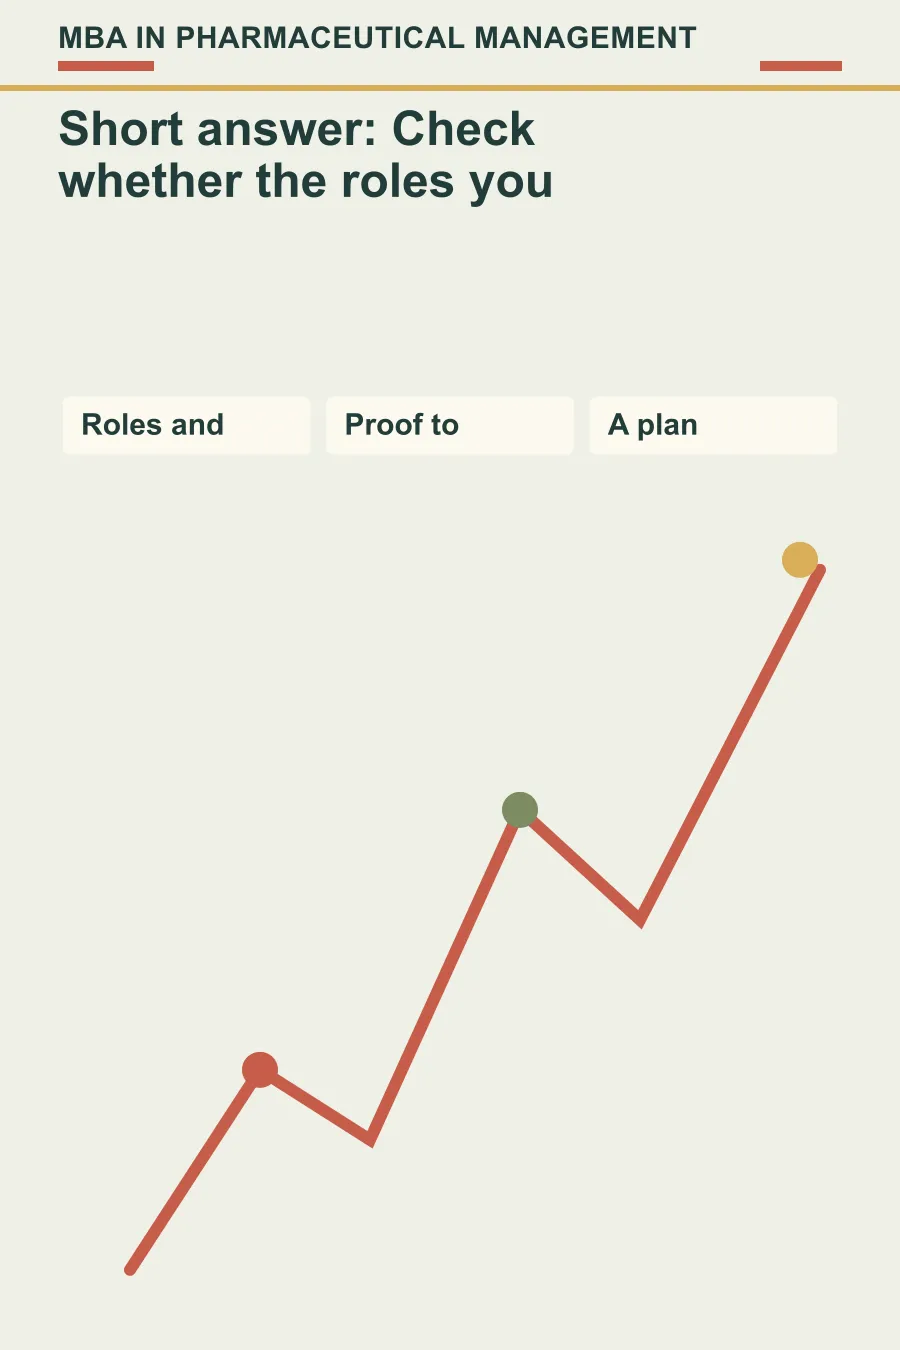 MBA IN PHARMACEUTICAL MANAGEMENT
Short answer: Check
whether the roles you
Roles and
Proof to
A plan